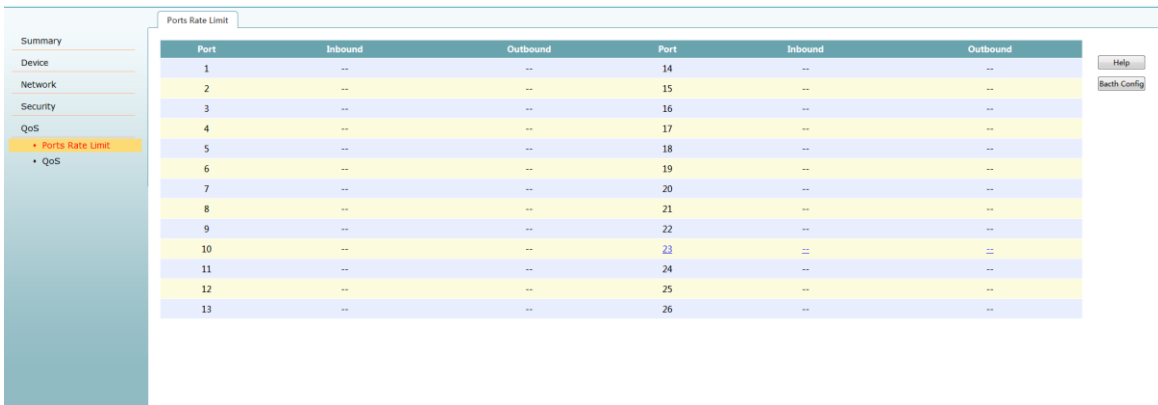 Ports Rate Limit
Summary
Device
Network
Security
QoS
• Ports Rate Limit
• QoS
Port Inbound Outbound Port Inbound Outbound
1 -- -- 14 -- --
2 -- -- 15 -- --
3 -- -- 16 -- --
4 -- -- 17 -- --
5 -- -- 18 -- --
6 -- -- 19 -- --
7 -- -- 20 -- --
8 -- -- 21 -- --
9 -- -- 22 -- --
10 -- -- 23 -- --
11 -- -- 24 -- --
12 -- -- 25 -- --
13 -- -- 26 -- --
Help
Bacth Config